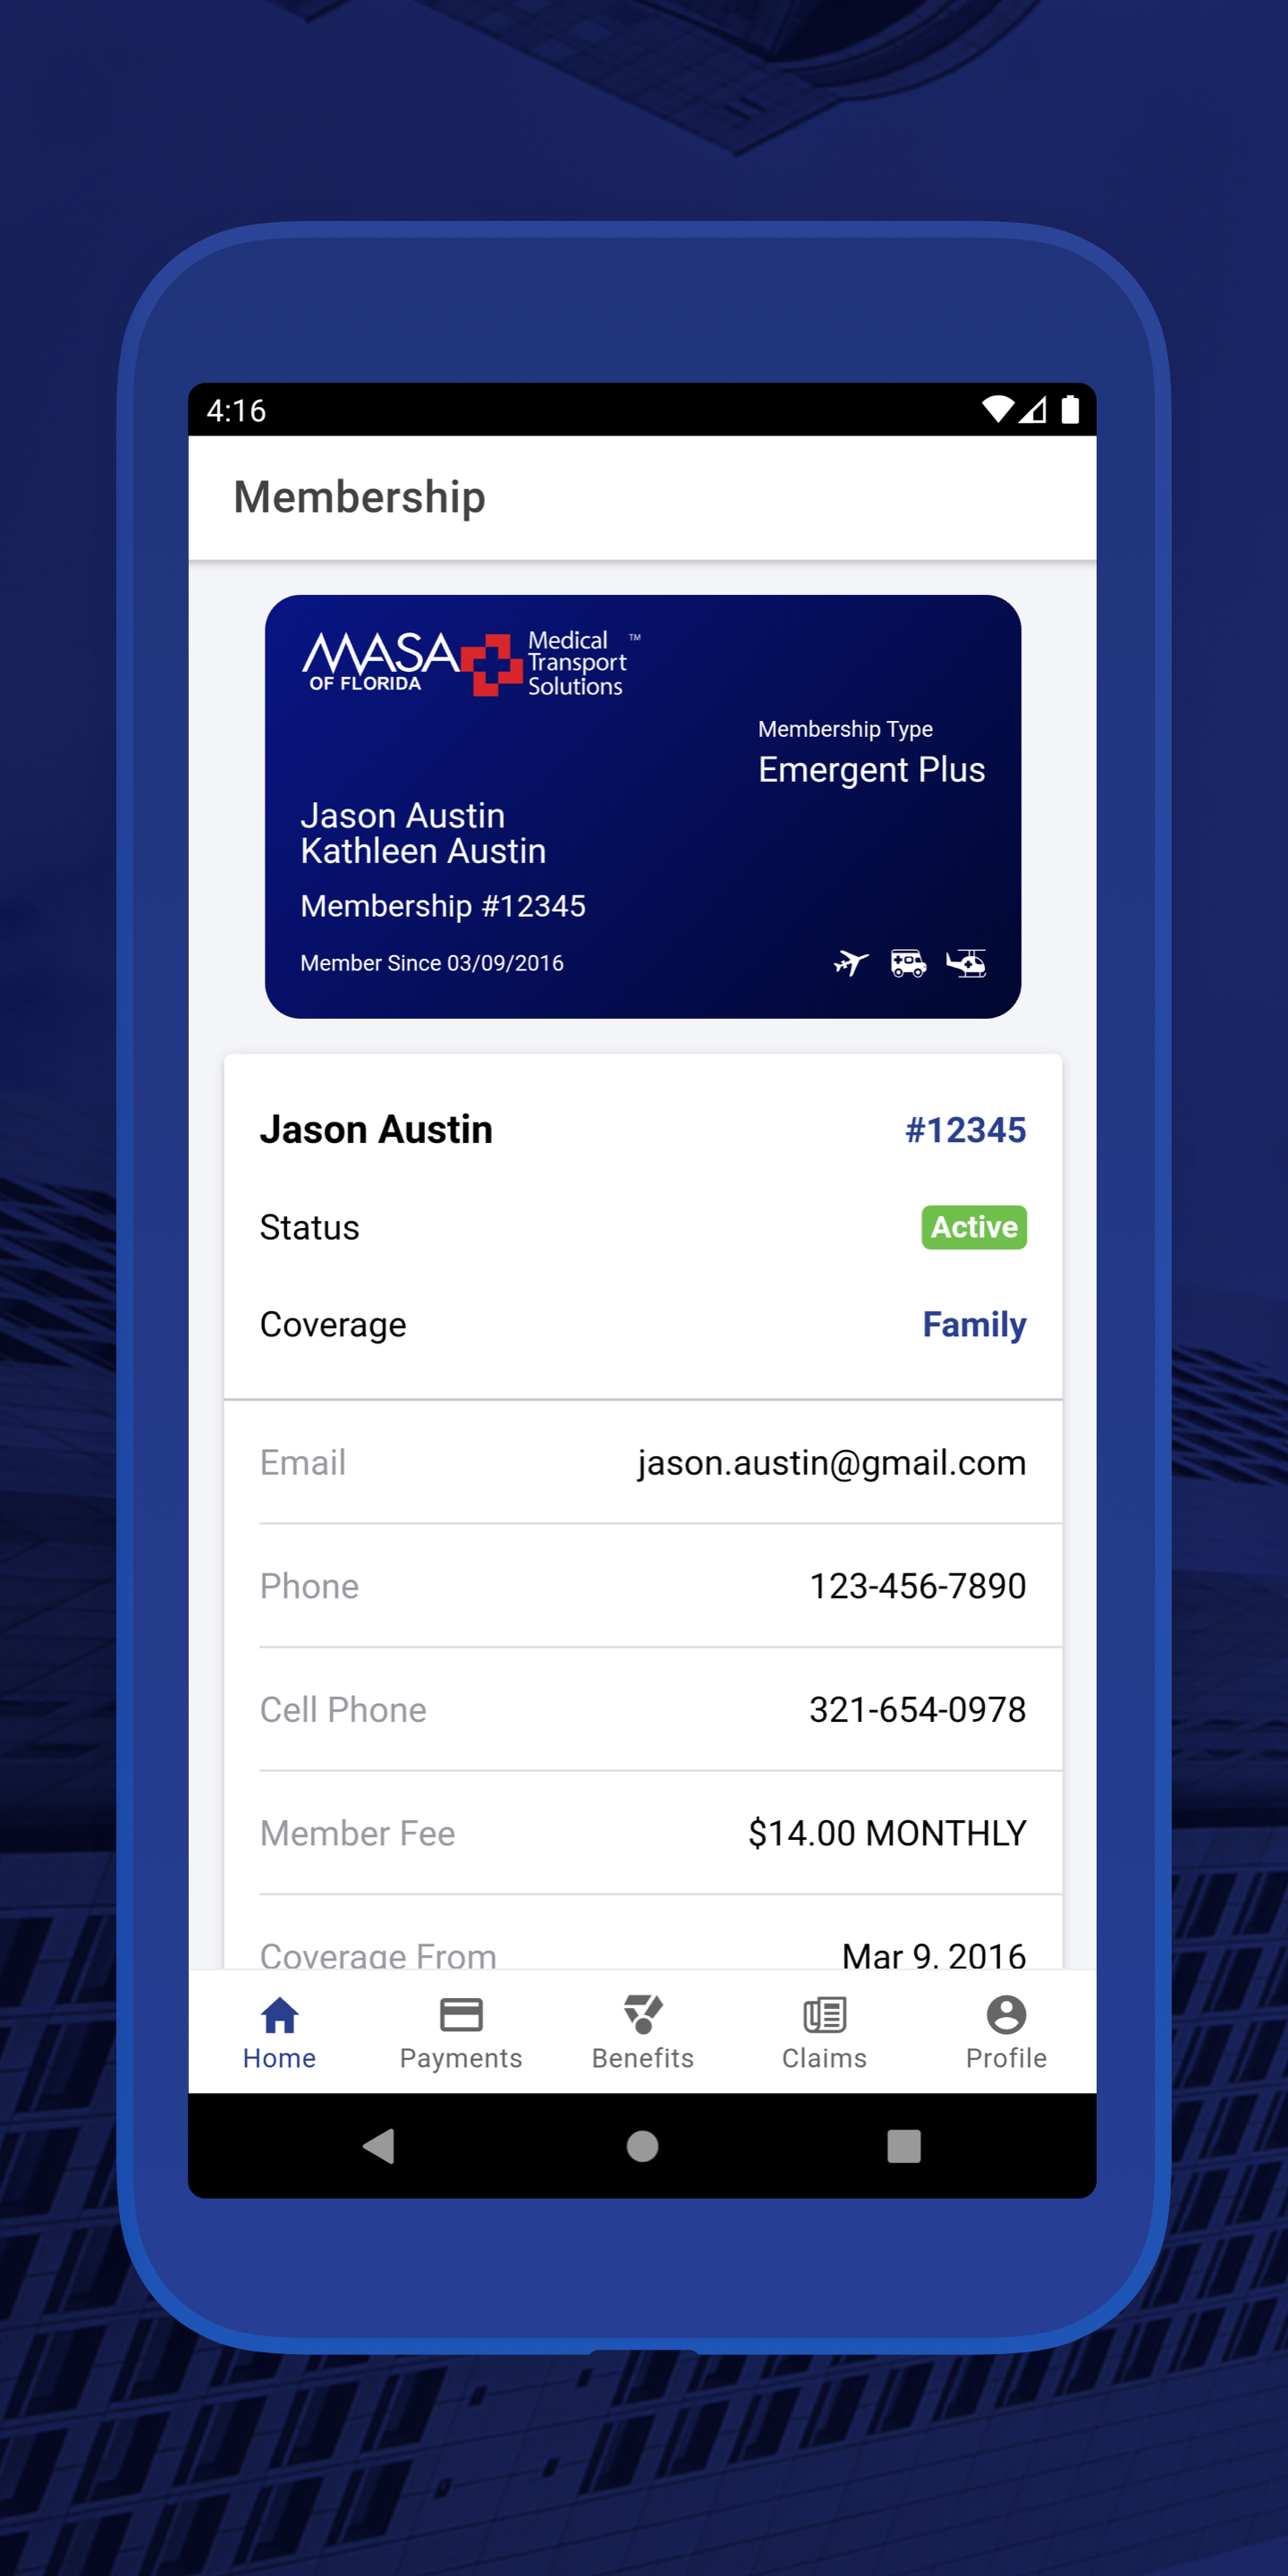 4:16
Membership
MASA
OF FLORIDA
Medical
Transport
Solutions
TM
Membership Type
Emergent Plus
Jason Austin
Kathleen Austin
Membership #12345
Member Since 03/09/2016
Jason Austin #12345
Status Active
Coverage Family
Email jason.austin@gmail.com
Phone 123-456-7890
Cell Phone 321-654-0978
Member Fee $14.00 MONTHLY
Coverage From Mar 9, 2016
Home Payments Benefits Claims Profile